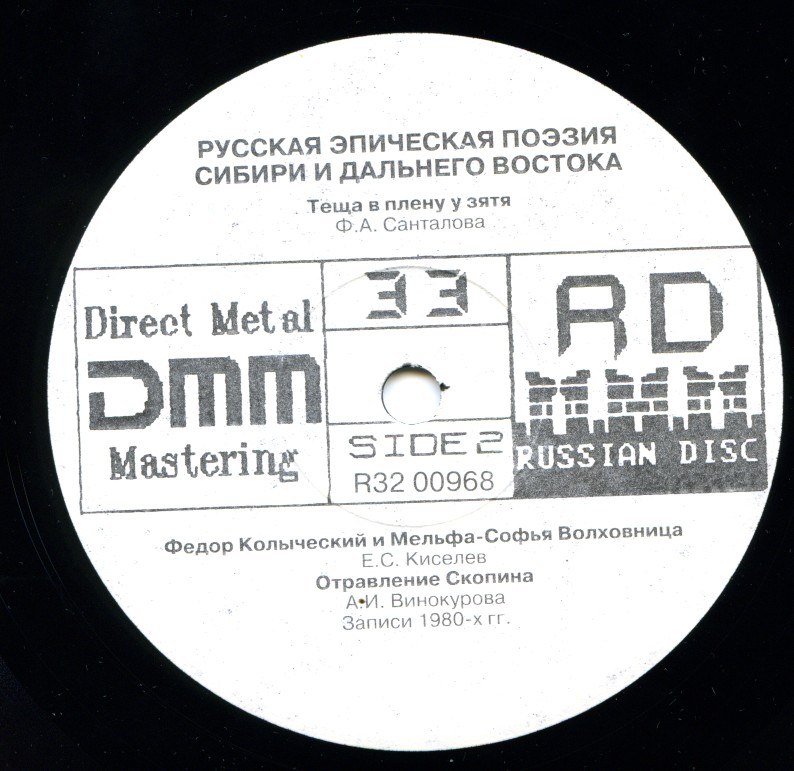 РУССКАЯ ЭПИЧЕСКАЯ ПОЭЗИЯ
СИБИРИ И ДАЛЬНЕГО ВОСТОКА
Теща в плену у зятя
Ф.А. Санталова
Direct Metal
DMM
Mastering
33
SIDE 2
R32 00968
RD
RUSSIAN DISC
Федор Колыческий и Мельфа-Софья Волховница
Е.С. Киселев
Отравление Скопина
А.И. Винокурова
Записи 1980-х гг.